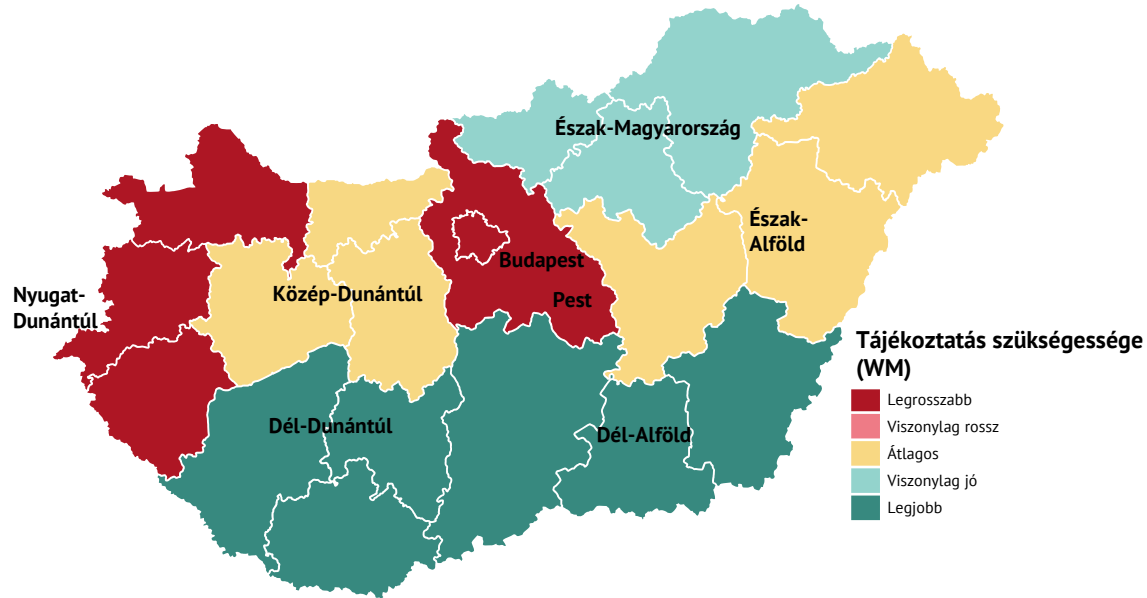 Észak-Magyarország
Észak-
Alföld
Budapest
Pest
Nyugat-
Dunántúl
Közép-Dunántúl
Dél-Dunántúl
Dél-Alföld
Tájékoztatás szükségessége
(WM)
Legrosszabb
Viszonylag rossz
Átlagos
Viszonylag jó
Legjobb